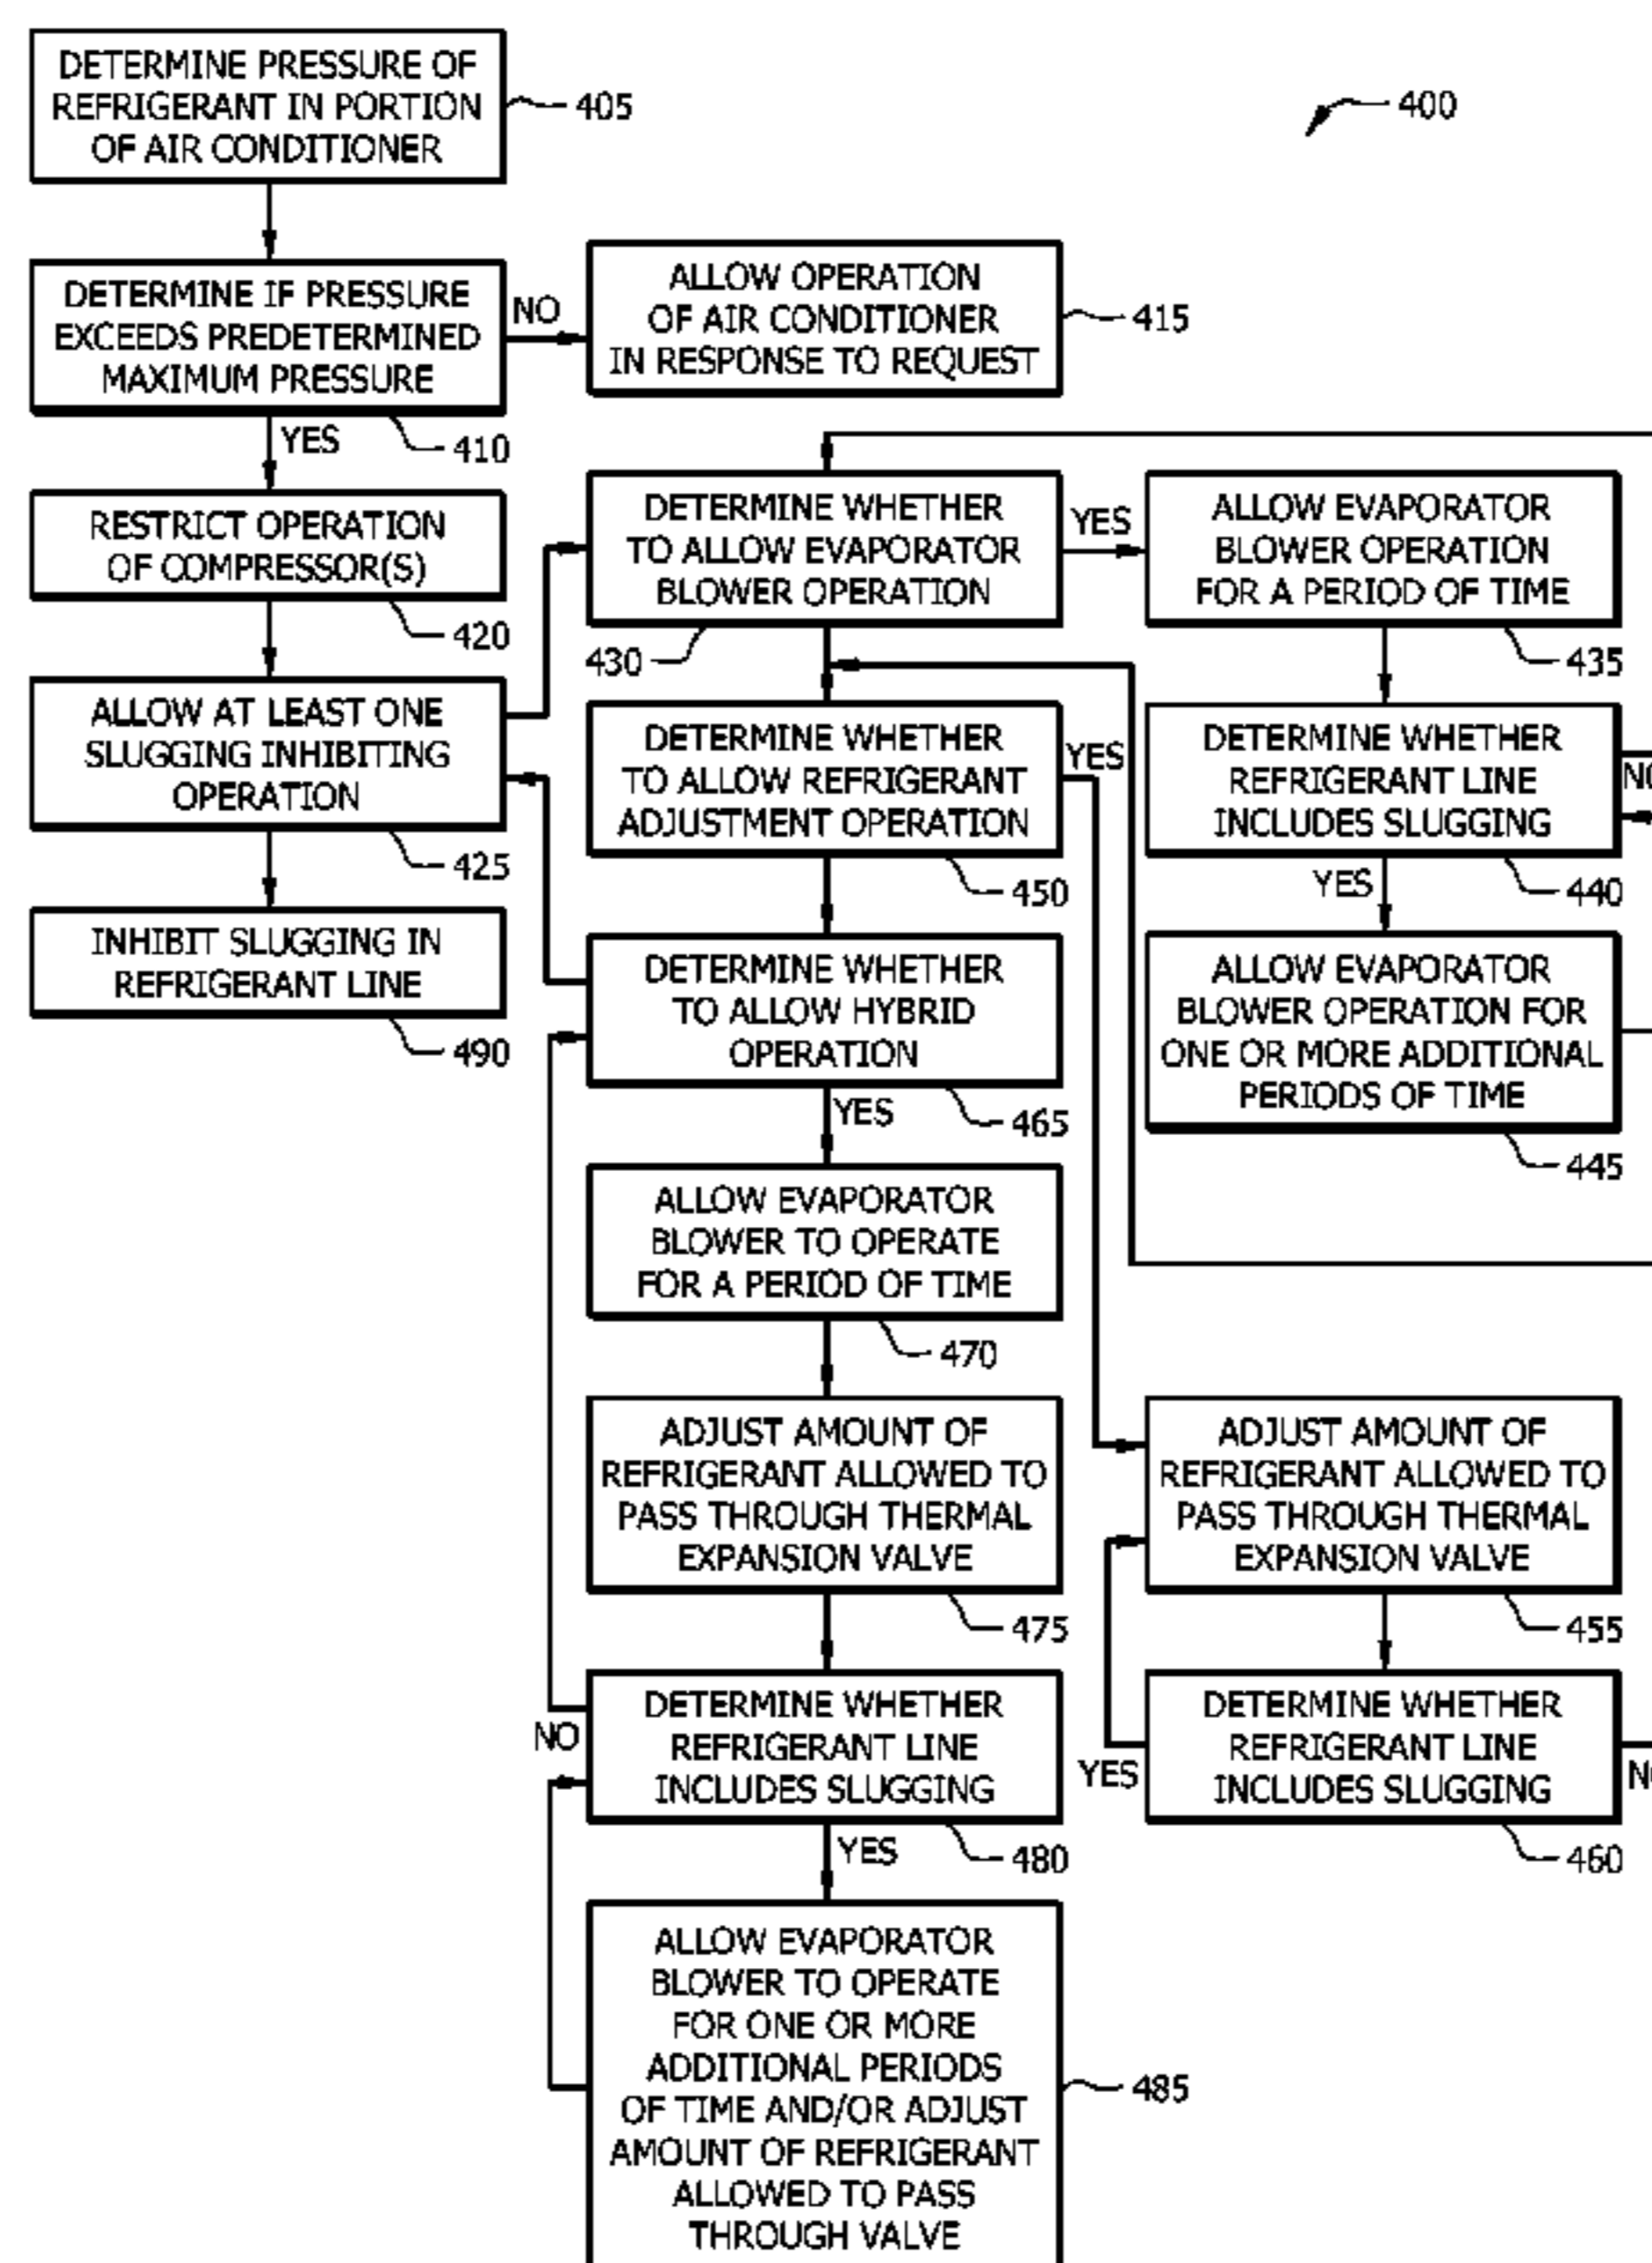 DETERMINE PRESSURE OF
REFRIGERANT IN PORTION
OF AIR CONDITIONER
405
400
DETERMINE IF PRESSURE
EXCEEDS PREDETERMINED
MAXIMUM PRESSURE
410
NO
YES
ALLOW OPERATION
OF AIR CONDITIONER
IN RESPONSE TO REQUEST
415
RESTRICT OPERATION
OF COMPRESSOR(S)
420
ALLOW AT LEAST ONE
SLUGGING INHIBITING
OPERATION
425
INHIBIT SLUGGING IN
REFRIGERANT LINE
490
DETERMINE WHETHER
TO ALLOW EVAPORATOR
BLOWER OPERATION
430
YES
ALLOW EVAPORATOR
BLOWER OPERATION
FOR A PERIOD OF TIME
435
DETERMINE WHETHER
TO ALLOW REFRIGERANT
ADJUSTMENT OPERATION
450
YES
DETERMINE WHETHER
REFRIGERANT LINE
INCLUDES SLUGGING
440
YES
ALLOW EVAPORATOR
BLOWER OPERATION FOR
ONE OR MORE ADDITIONAL
PERIODS OF TIME
445
DETERMINE WHETHER
TO ALLOW HYBRID
OPERATION
465
YES
ALLOW EVAPORATOR
BLOWER TO OPERATE
FOR A PERIOD OF TIME
470
ADJUST AMOUNT OF
REFRIGERANT ALLOWED TO
PASS THROUGH THERMAL
EXPANSION VALVE
475
ADJUST AMOUNT OF
REFRIGERANT ALLOWED TO
PASS THROUGH THERMAL
EXPANSION VALVE
455
DETERMINE WHETHER
REFRIGERANT LINE
INCLUDES SLUGGING
480
NO
YES
DETERMINE WHETHER
REFRIGERANT LINE
INCLUDES SLUGGING
460
YES
ALLOW EVAPORATOR
BLOWER TO OPERATE
FOR ONE OR MORE
ADDITIONAL PERIODS
OF TIME AND/OR ADJUST
AMOUNT OF REFRIGERANT
ALLOWED TO PASS
THROUGH VALVE
485